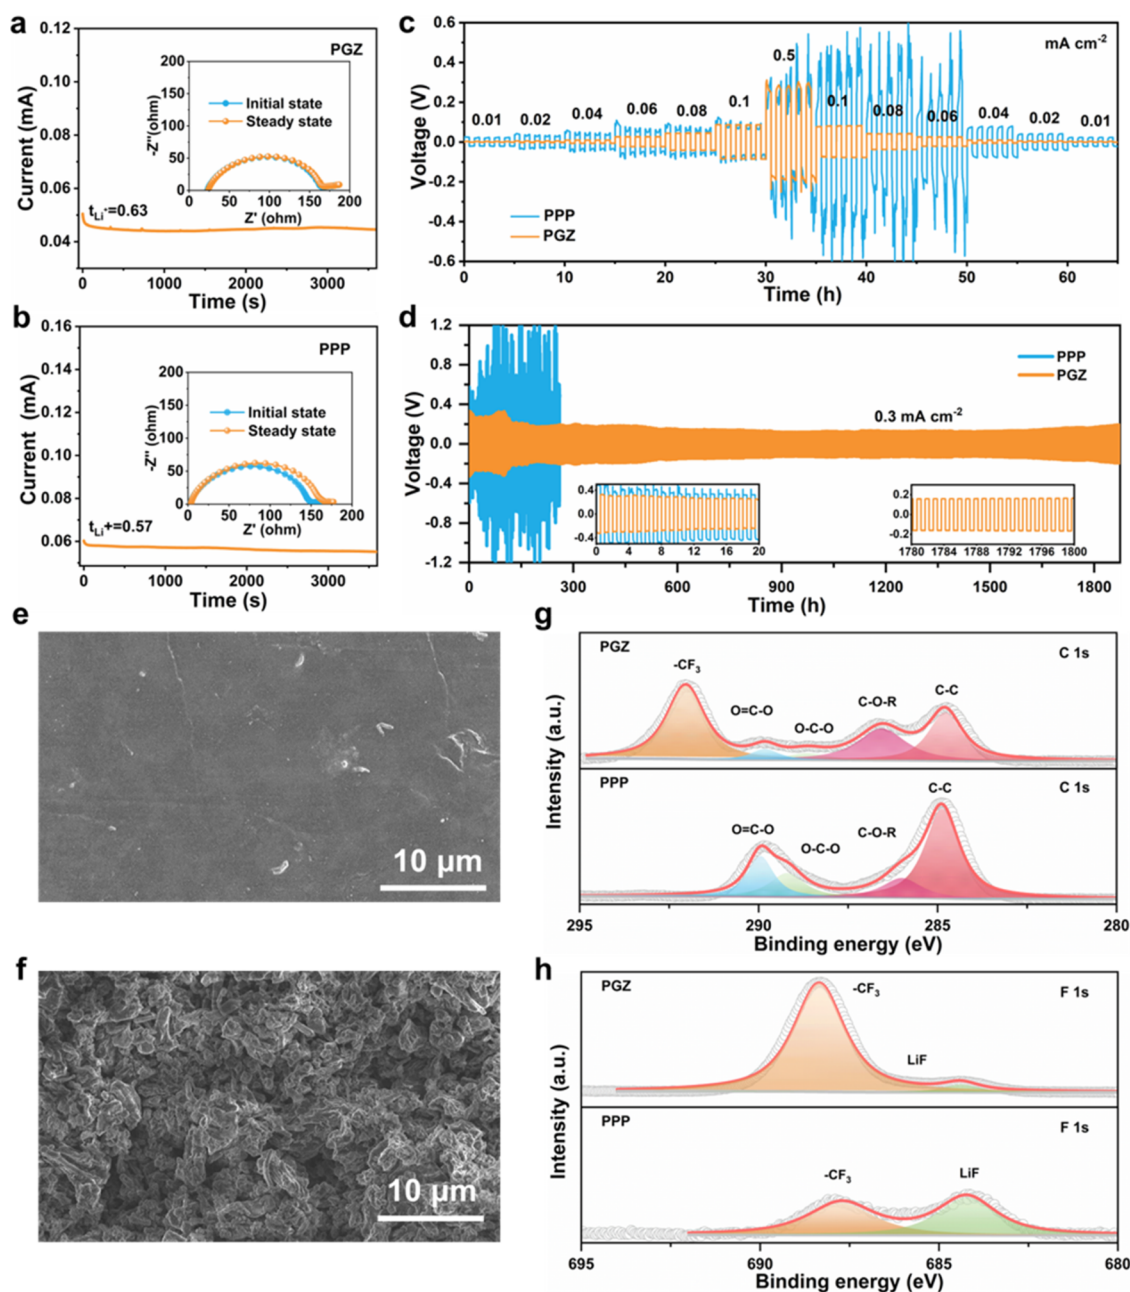 a
PGZ
Current (mA)
0.12
0.10
0.08
0.06
0.04
t_Li⁺=0.63
0 1000 2000 3000
Time (s)
-Z''(ohm)
200
150
100
50
0
Initial state
Steady state
0 50 100 150 200
Z' (ohm)
b
PPP
Current (mA)
0.16
0.14
0.12
0.10
0.08
0.06
t_Li+=0.57
0 1000 2000 3000
Time (s)
-Z'' (ohm)
200
150
100
50
0
Initial state
Steady state
0 50 100 150 200
Z' (ohm)
c
mA cm⁻²
Voltage (V)
0.6
0.4
0.2
0.0
-0.2
-0.4
-0.6
0.01 0.02 0.04 0.06 0.08 0.1 0.5 0.1 0.08 0.06 0.04 0.02 0.01
PPP
PGZ
0 10 20 30 40 50 60
Time (h)
d
Voltage (V)
1.2
0.8
0.4
0.0
-0.4
-0.8
-1.2
PPP
PGZ
0.3 mA cm⁻²
0.4
0.0
-0.4
0 4 8 12 16 20
0.2
0.0
-0.2
1780 1784 1788 1792 1796 1800
0 300 600 900 1200 1500 1800
Time (h)
e
10 μm
f
10 μm
g
Intensity (a.u.)
PGZ
C 1s
-CF₃
O=C-O
O-C-O
C-O-R
C-C
PPP
C 1s
O=C-O
O-C-O
C-O-R
C-C
295 290 285 280
Binding energy (eV)
h
Intensity (a.u.)
PGZ
F 1s
-CF₃
LiF
PPP
F 1s
-CF₃
LiF
695 690 685 680
Binding energy (eV)